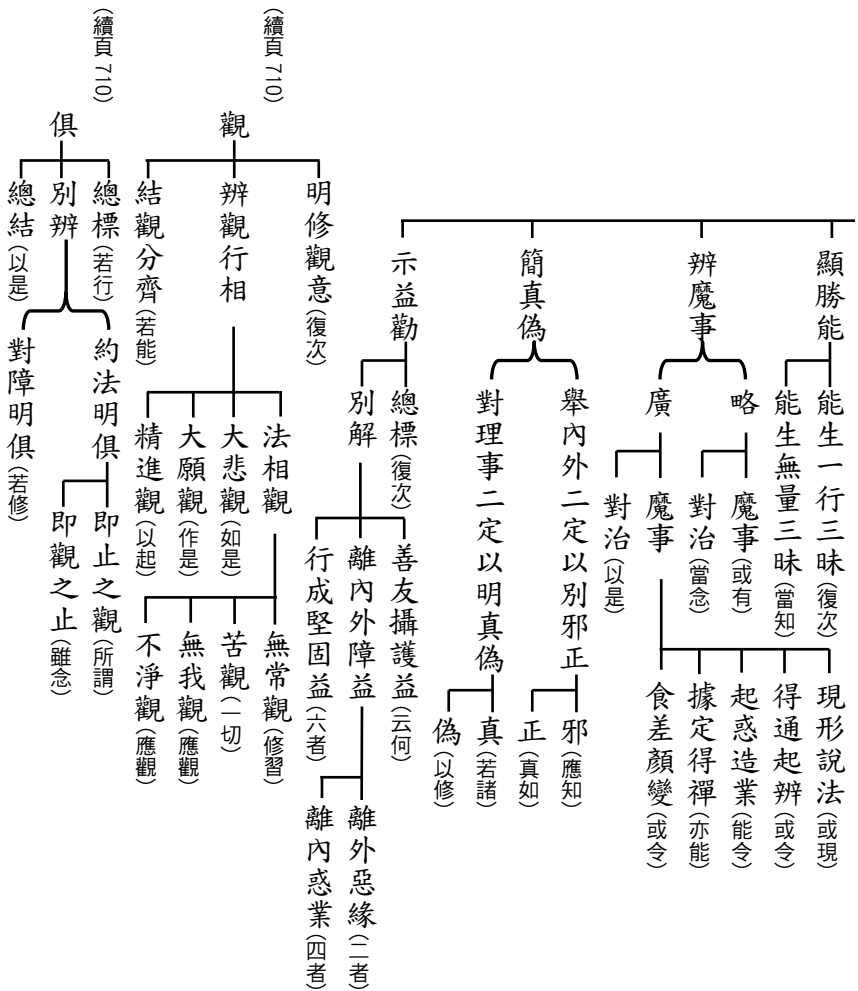 顯勝能
能生一行三昧(復次)
能生無量三昧(當知)
辨魔事
略
魔事(或有)
對治(當念)
廣
魔事
現形說法(或現)
得通起辨(或令)
起惑造業(能令)
據定得禪(亦能)
食差顏變(或令)
對治(以是)
簡真偽
舉內外二定以別邪正
邪(應知)
正(真如)
對理事二定以明真偽
真(若諸)
偽(以修)
示益勸
總標(復次)
別解
善友攝護益(云何)
離內外障益
離外惡緣(二者)
離內惑業(四者)
行成堅固益(六者)
(續頁710)
觀
明修觀意(復次)
辨觀行相
法相觀
無常觀(修習)
苦觀(一切)
無我觀(應觀)
不淨觀(應觀)
大悲觀(如是)
大願觀(作是)
精進觀(以起)
結觀分齊(若能)
(續頁710)
俱
總標(若行)
別辨
約法明俱
即止之觀(所謂)
即觀之止(雖念)
對障明俱(若修)
總結(以是)